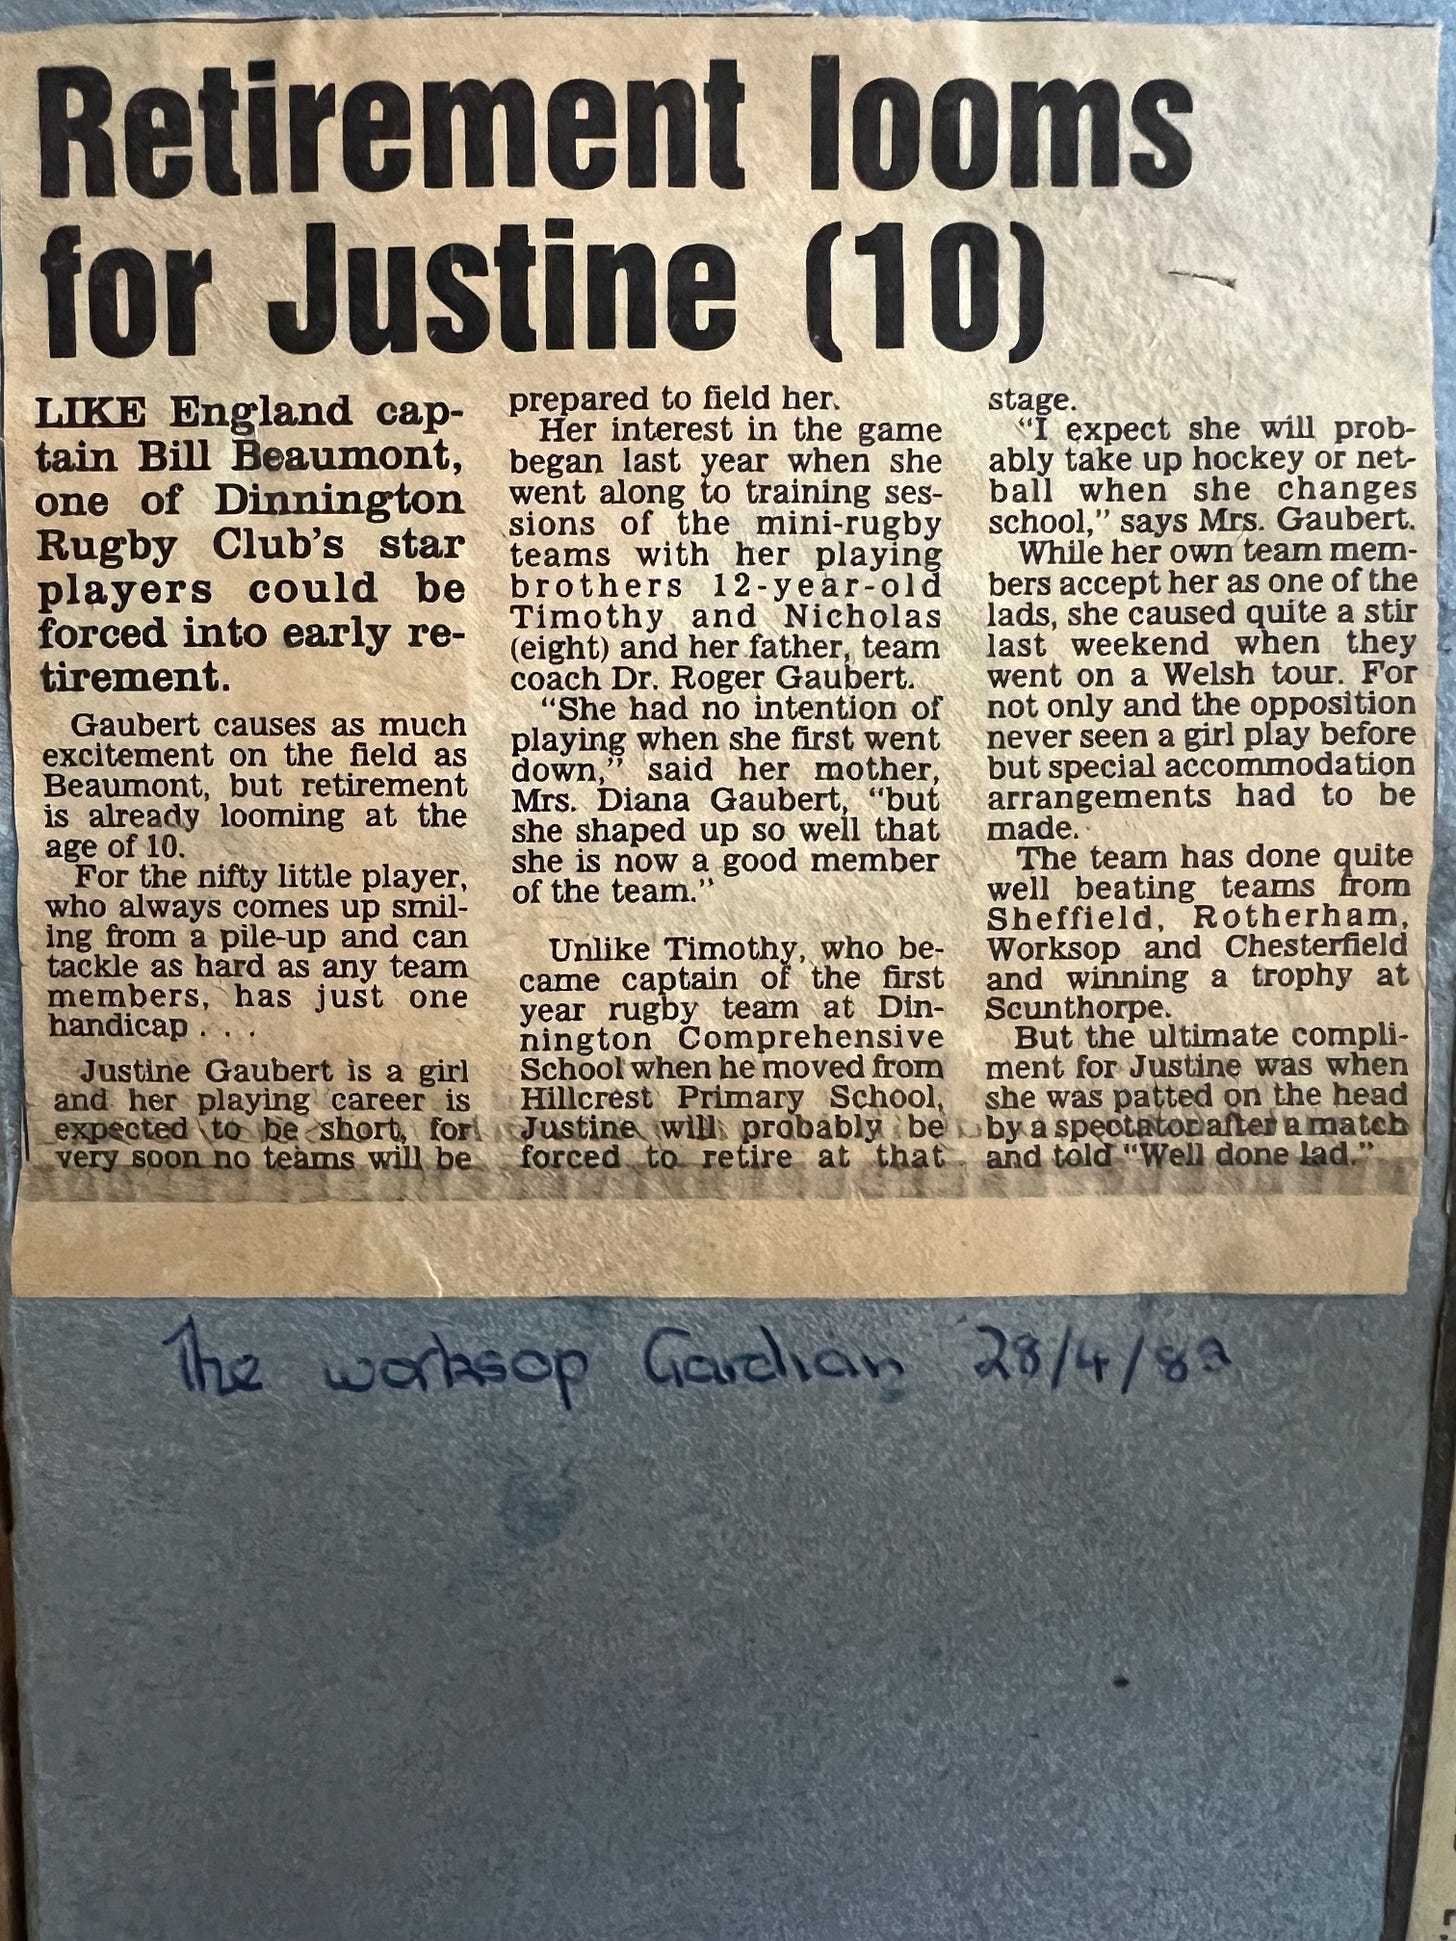 Retirement looms
for Justine (10)
LIKE England cap-
tain Bill Beaumont,
one of Dinnington
Rugby Club's star
players could be
forced into early re-
tirement.
Gaubert causes as much
excitement on the field as
Beaumont, but retirement
is already looming at the
age of 10.
For the nifty little player,
who always comes up smil-
ing from a pile-up and can
tackle as hard as any team
members, has just one
handicap . . .
Justine Gaubert is a girl
and her playing career is
expected to be short, for
very soon no teams will be
prepared to field her.
Her interest in the game
began last year when she
went along to training ses-
sions of the mini-rugby
teams with her playing
brothers 12-year-old
Timothy and Nicholas
(eight) and her father, team
coach Dr. Roger Gaubert.
"She had no intention of
playing when she first went
down," said her mother,
Mrs. Diana Gaubert, "but
she shaped up so well that
she is now a good member
of the team."
Unlike Timothy, who be-
came captain of the first
year rugby team at Din-
nington Comprehensive
School when he moved from
Hillcrest Primary School,
Justine will probably be
forced to retire at that
stage.
"I expect she will prob-
ably take up hockey or net-
ball when she changes
school," says Mrs. Gaubert.
While her own team mem-
bers accept her as one of the
lads, she caused quite a stir
last weekend when they
went on a Welsh tour. For
not only and the opposition
never seen a girl play before
but special accommodation
arrangements had to be
made.
The team has done quite
well beating teams from
Sheffield, Rotherham,
Worksop and Chesterfield
and winning a trophy at
Scunthorpe.
But the ultimate compli-
ment for Justine was when
she was patted on the head
by a spectator after a match
and told "Well done lad."
The worksop Gardian